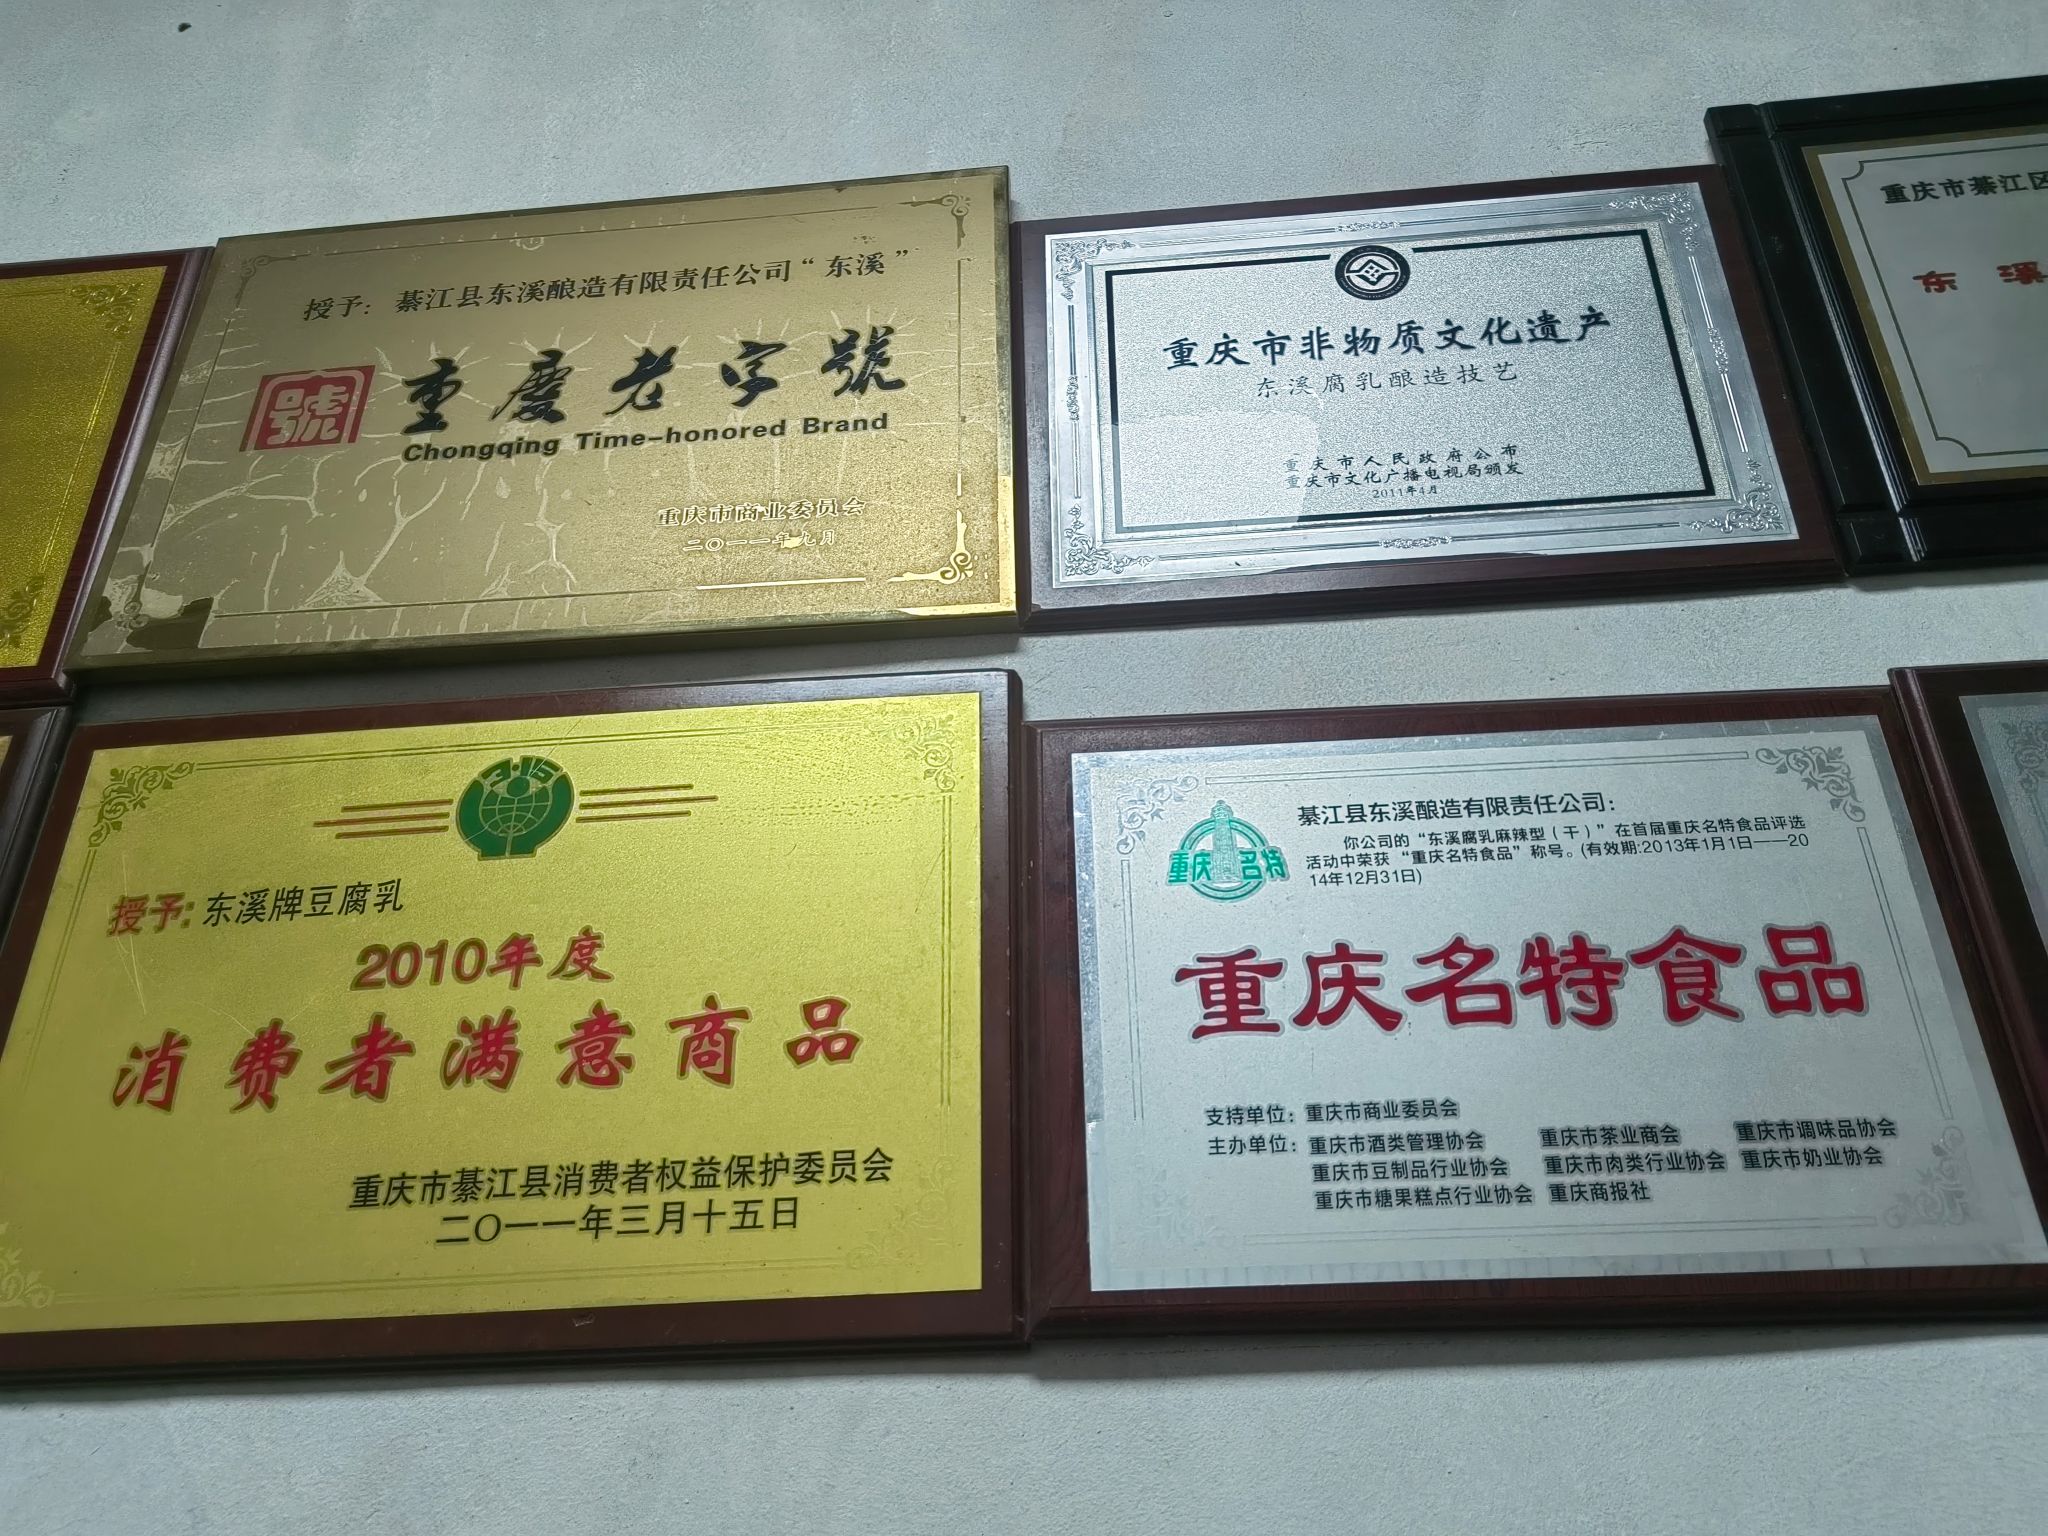 授予：綦江县东溪酿造有限责任公司“东溪”
號
重慶老字號
Chongqing Time-honored Brand
重庆市商业委员会
二〇一一年九月
重庆市非物质文化遗产
东溪腐乳酿造技艺
重庆市人民政府公布
重庆市文化广播电视局颁发
2011年4月
重庆市綦江区
东溪
3·15
授予:东溪牌豆腐乳
2010年度
消费者满意商品
重庆市綦江县消费者权益保护委员会
二〇一一年三月十五日
重庆名特
綦江县东溪酿造有限责任公司：
你公司的“东溪腐乳麻辣型（干）”在首届重庆名特食品评选
活动中荣获“重庆名特食品”称号。(有效期:2013年1月1日——20
14年12月31日)
重庆名特食品
支持单位：重庆市商业委员会
主办单位：重庆市酒类管理协会 重庆市茶业商会 重庆市调味品协会
重庆市豆制品行业协会 重庆市肉类行业协会 重庆市奶业协会
重庆市糖果糕点行业协会 重庆商报社